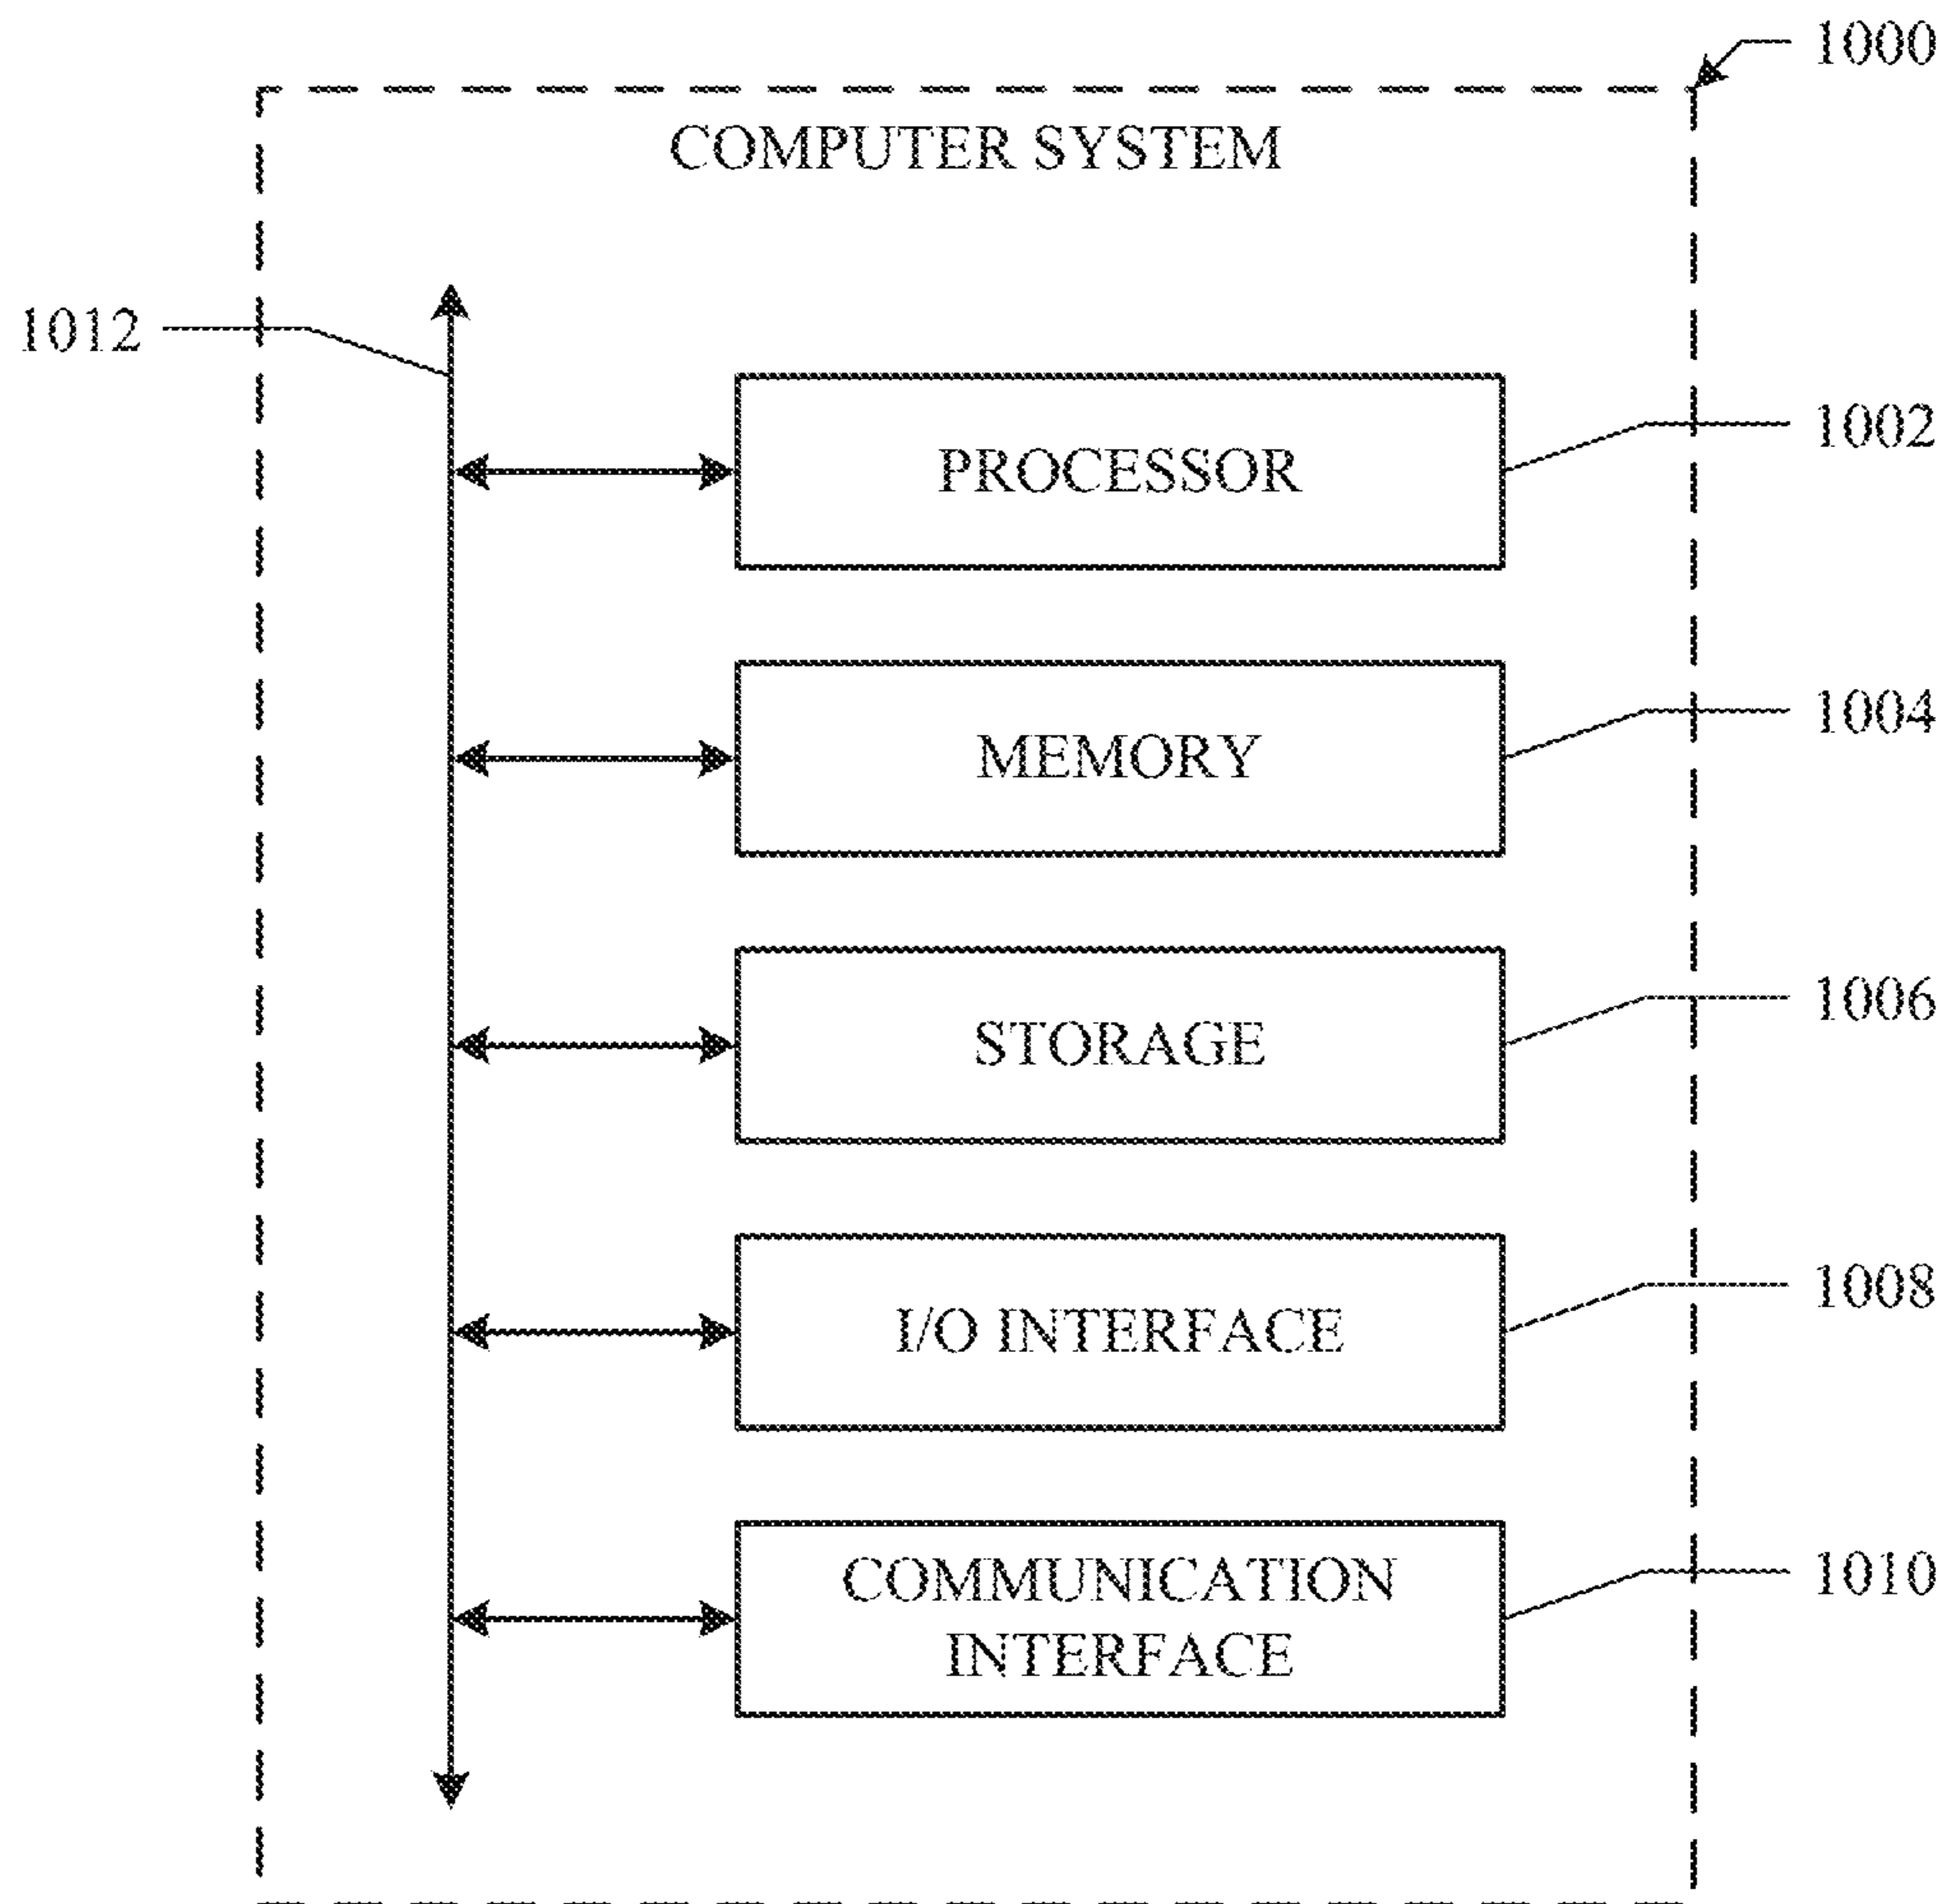 1000
COMPUTER SYSTEM
1012
PROCESSOR
1002
MEMORY
1004
STORAGE
1006
I/O INTERFACE
1008
COMMUNICATION
INTERFACE
1010